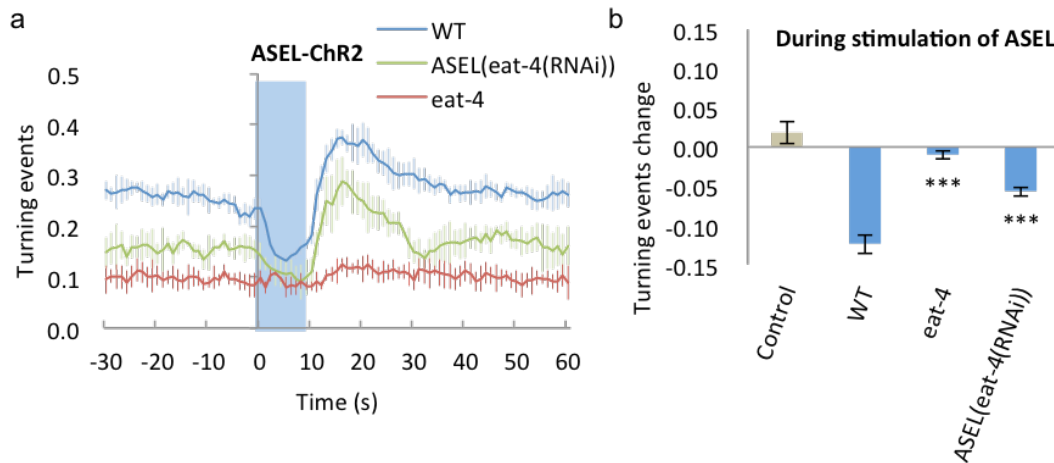 a
ASEL-ChR2
WT
ASEL(eat-4(RNAi))
eat-4
Turning events
0.5
0.4
0.3
0.2
0.1
0.0
-30 -20 -10 0 10 20 30 40 50 60
Time (s)
b
During stimulation of ASEL
Turning events change
0.15
0.10
0.05
0.00
-0.05
-0.10
-0.15
***
***
Control
WT
eat-4
ASEL(eat-4(RNAi))